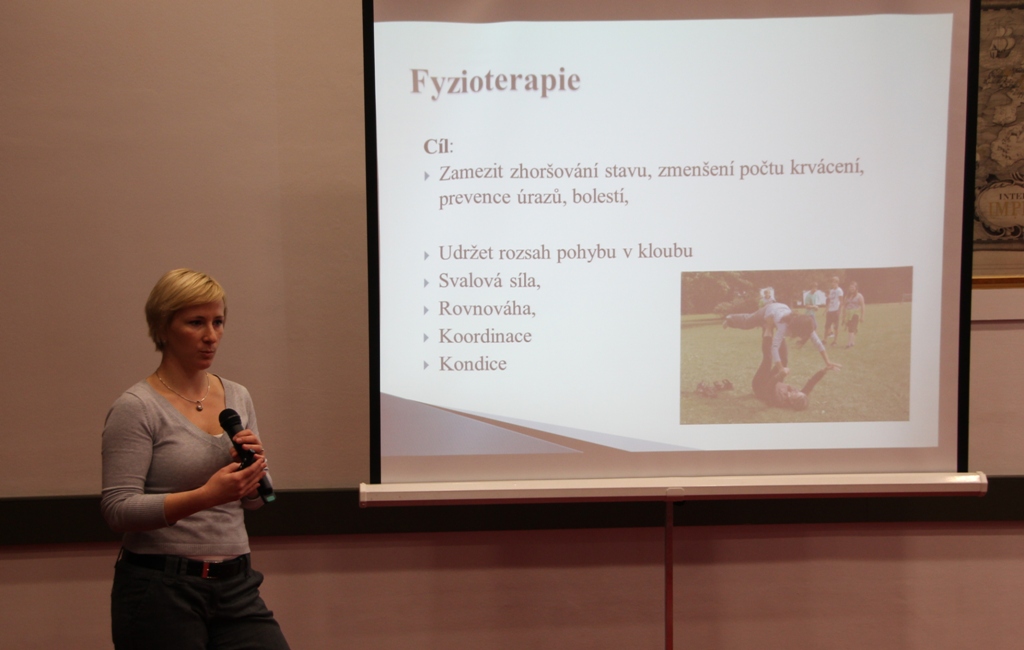 Fyzioterapie
Cíl:
Zamezit zhoršování stavu, zmenšení počtu krvácení,
prevence úrazů, bolestí,
Udržet rozsah pohybu v kloubu
Svalová síla,
Rovnováha,
Koordinace
Kondice